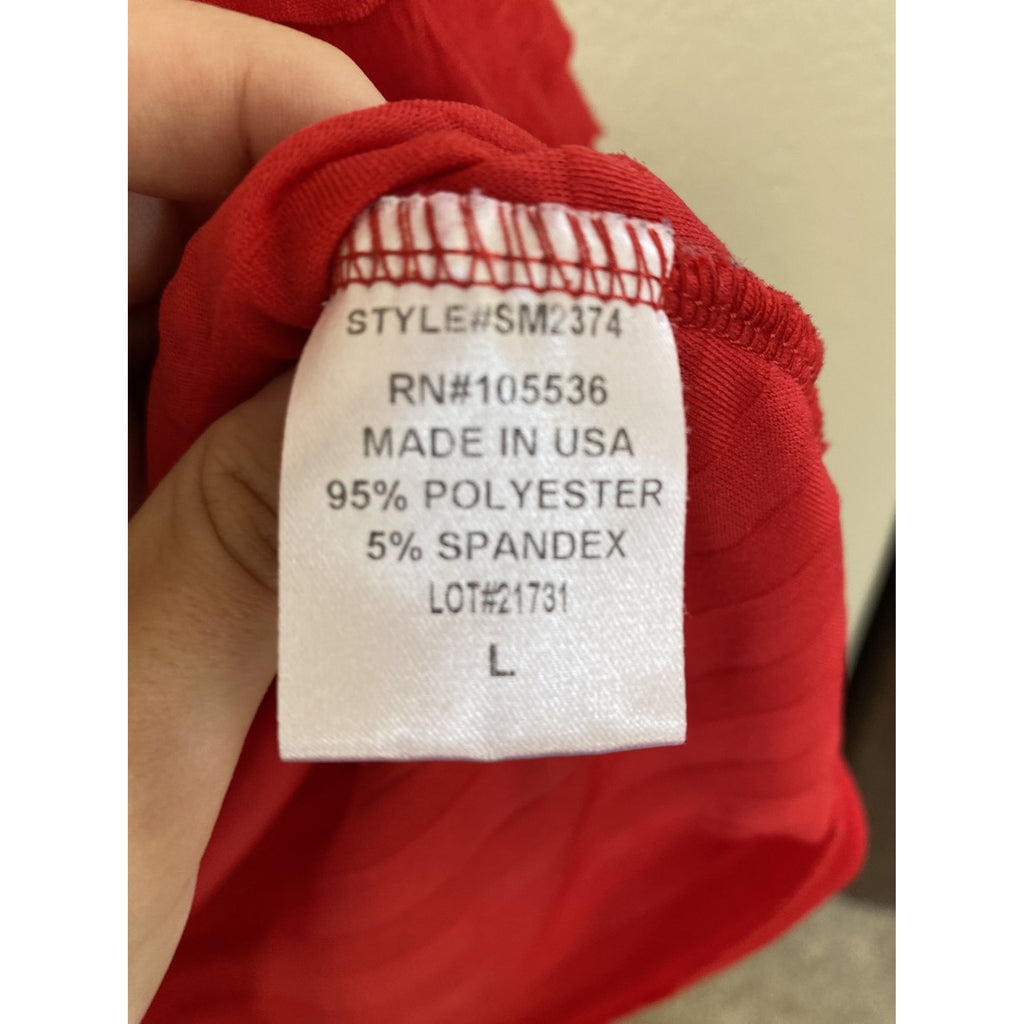 STYLE#SM2374
RN#105536
MADE IN USA
95% POLYESTER
5% SPANDEX
LOT#21731
L